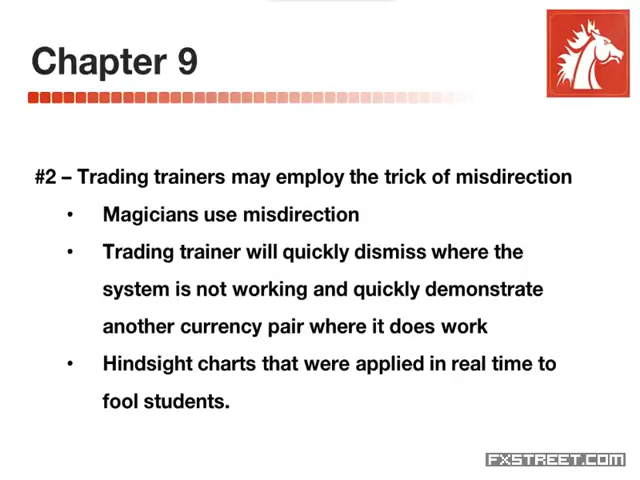 Chapter 9
#2 – Trading trainers may employ the trick of misdirection
• Magicians use misdirection
• Trading trainer will quickly dismiss where the
system is not working and quickly demonstrate
another currency pair where it does work
• Hindsight charts that were applied in real time to
fool students.
FXSTREET.COM